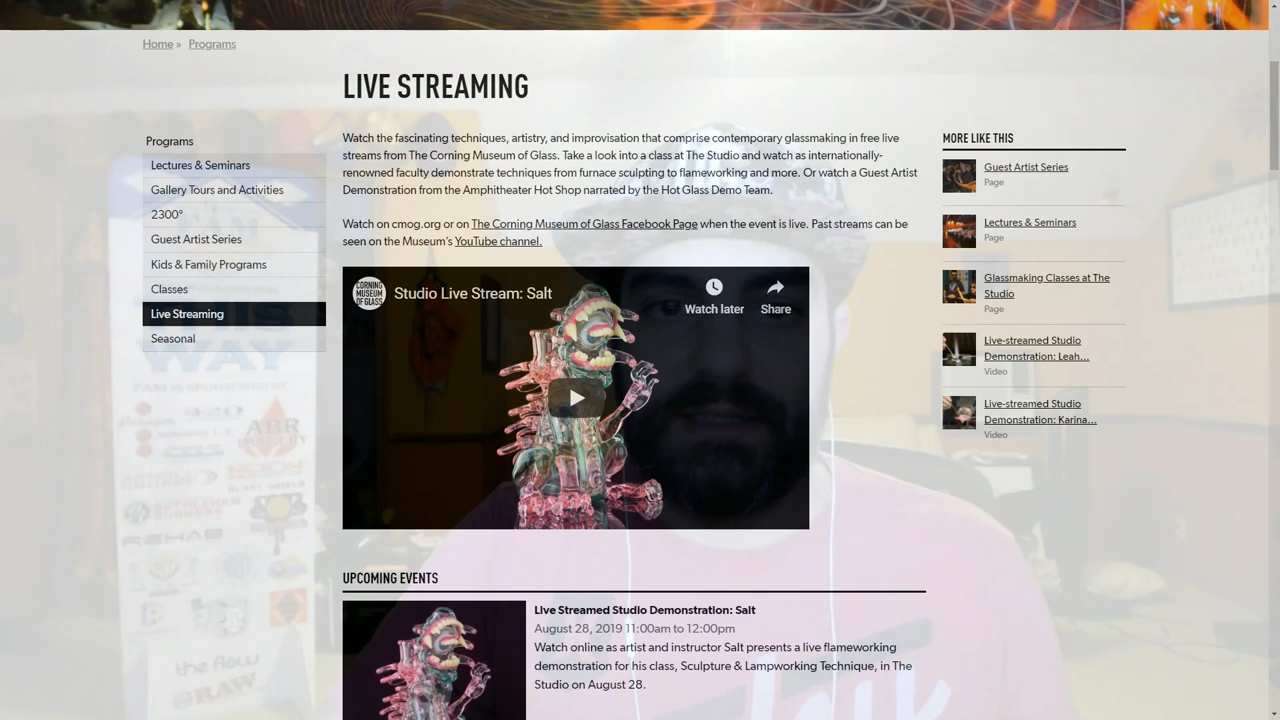 Home » Programs
LIVE STREAMING
Programs
Lectures & Seminars
Gallery Tours and Activities
2300°
Guest Artist Series
Kids & Family Programs
Classes
Live Streaming
Seasonal
Watch the fascinating techniques, artistry, and improvisation that comprise contemporary glassmaking in free live
streams from The Corning Museum of Glass. Take a look into a class at The Studio and watch as internationally-
renowned faculty demonstrate techniques from furnace sculpting to flameworking and more. Or watch a Guest Artist
Demonstration from the Amphitheater Hot Shop narrated by the Hot Glass Demo Team.
Watch on cmog.org or on The Corning Museum of Glass Facebook Page when the event is live. Past streams can be
seen on the Museum's YouTube channel.
CORNING
MUSEUM
OF GLASS
Studio Live Stream: Salt
Watch later
Share
UPCOMING EVENTS
Live Streamed Studio Demonstration: Salt
August 28, 2019 11:00am to 12:00pm
Watch online as artist and instructor Salt presents a live flameworking
demonstration for his class, Sculpture & Lampworking Technique, in The
Studio on August 28.
MORE LIKE THIS
Guest Artist Series
Page
Lectures & Seminars
Page
Glassmaking Classes at The
Studio
Page
Live-streamed Studio
Demonstration: Leah...
Video
Live-streamed Studio
Demonstration: Karina...
Video
WAY
FAM is SPONSORED BY
REHAB
the flow
RAW